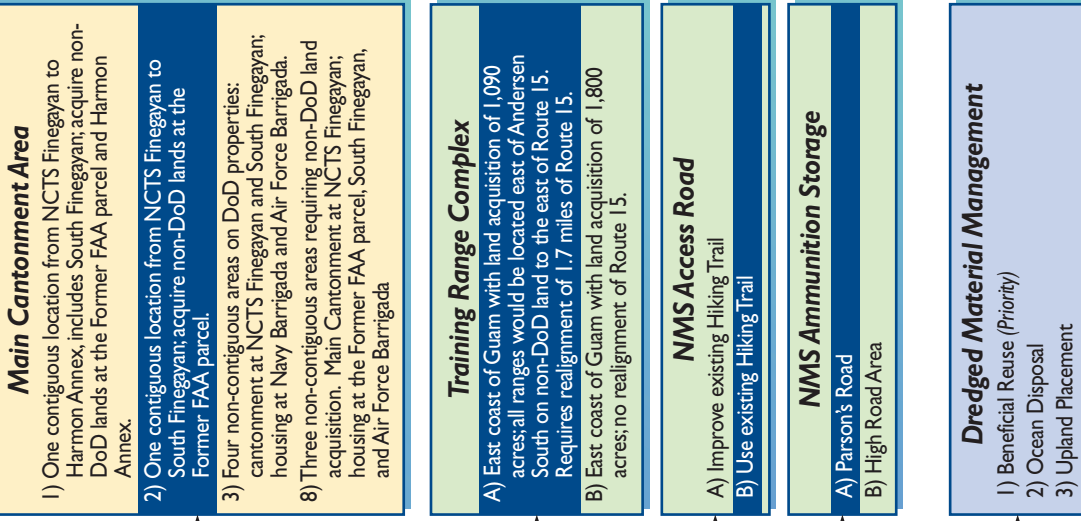 Main Cantonment Area
1) One contiguous location from NCTS Finegayan to
Harmon Annex, includes South Finegayan; acquire non-
DoD lands at the Former FAA parcel and Harmon
Annex.
2) One contiguous location from NCTS Finegayan to
South Finegayan; acquire non-DoD lands at the
Former FAA parcel.
3) Four non-contiguous areas on DoD properties:
cantonment at NCTS Finegayan and South Finegayan;
housing at Navy Barrigada and Air Force Barrigada.
8) Three non-contiguous areas requiring non-DoD land
acquisition. Main Cantonment at NCTS Finegayan;
housing at the Former FAA parcel, South Finegayan,
and Air Force Barrigada
Training Range Complex
A) East coast of Guam with land acquisition of 1,090
acres; all ranges would be located east of Andersen
South on non-DoD land to the east of Route 15.
Requires realignment of 1.7 miles of Route 15.
B) East coast of Guam with land acquisition of 1,800
acres; no realignment of Route 15.
NMS Access Road
A) Improve existing Hiking Trail
B) Use existing Hiking Trail
NMS Ammunition Storage
A) Parson's Road
B) High Road Area
Dredged Material Management
1) Beneficial Reuse (Priority)
2) Ocean Disposal
3) Upland Placement